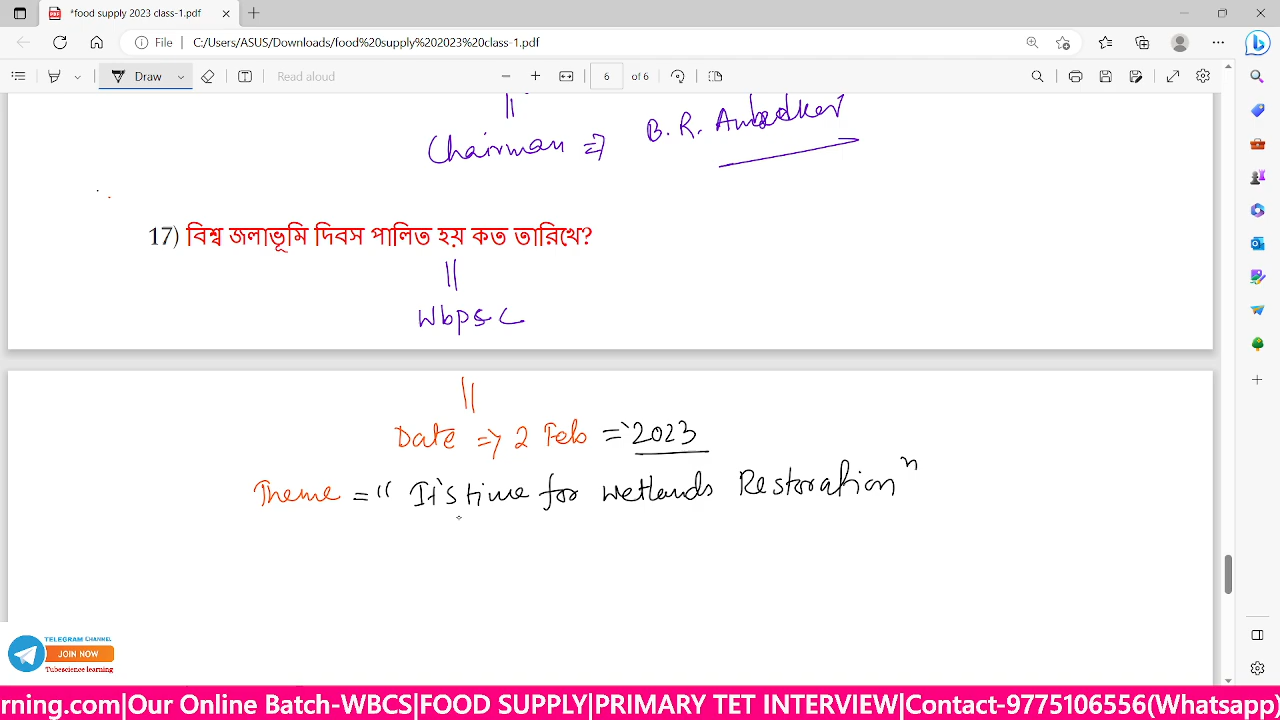 *food supply 2023 class-1.pdf
File
C:/Users/ASUS/Downloads/food%20supply%202023%20class-1.pdf
Draw
Read aloud
6 of 6
Chairman => B. R. Ambedkar
17) বিশ্ব জলাভূমি দিবস পালিত হয় কত তারিখে?
Wbpsc
Date => 2 Feb = 2023
Theme = " It's time for wetlands Restoration"
TELEGRAM CHANNEL
JOIN NOW
Tubescience learning
rning.com|Our Online Batch-WBCS|FOOD SUPPLY|PRIMARY TET INTERVIEW|Contact-9775106556(Whatsapp)